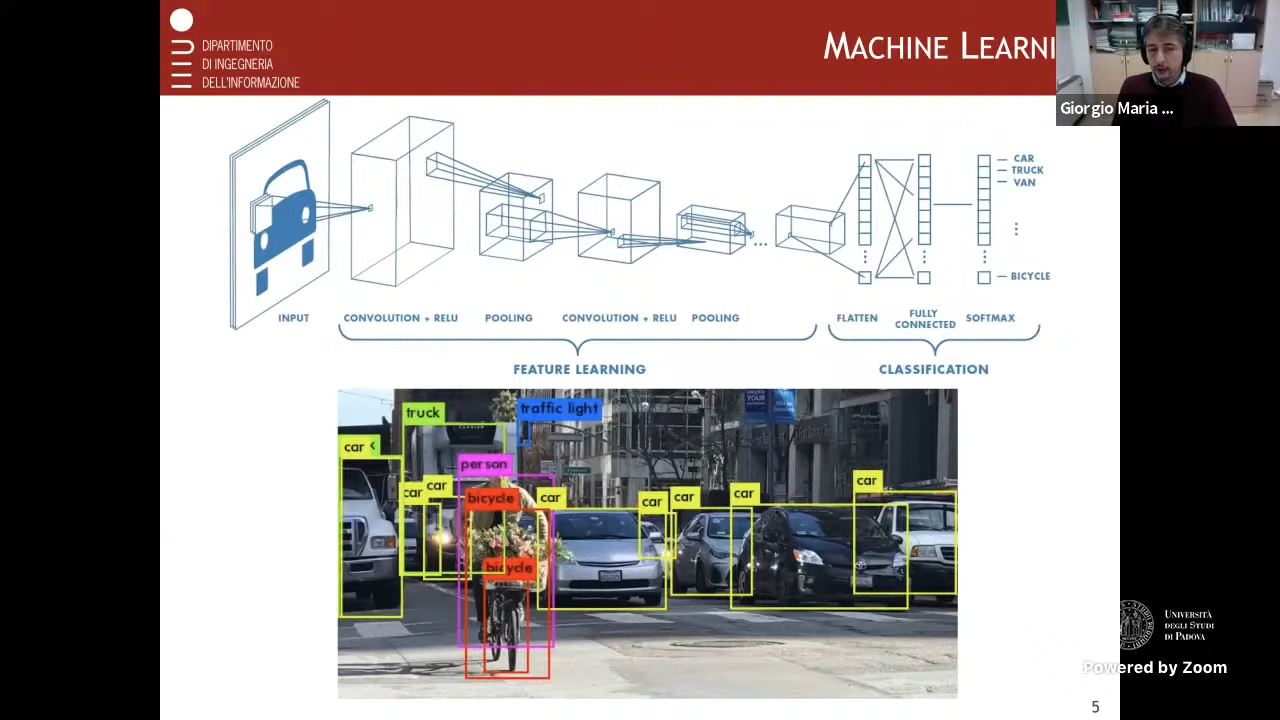 DIPARTIMENTO
DI INGEGNERIA
DELL'INFORMAZIONE
MACHINE LEARNI
Giorgio Maria ...
CAR
TRUCK
VAN
BICYCLE
INPUT
CONVOLUTION + RELU
POOLING
CONVOLUTION + RELU
POOLING
FLATTEN
FULLY
CONNECTED
SOFTMAX
FEATURE LEARNING
CLASSIFICATION
truck
traffic light
car
person
car
car
bicycle
car
car
car
car
car
bicycle
UNIVERSITÀ
DEGLI STUDI
DI PADOVA
Powered by Zoom
5